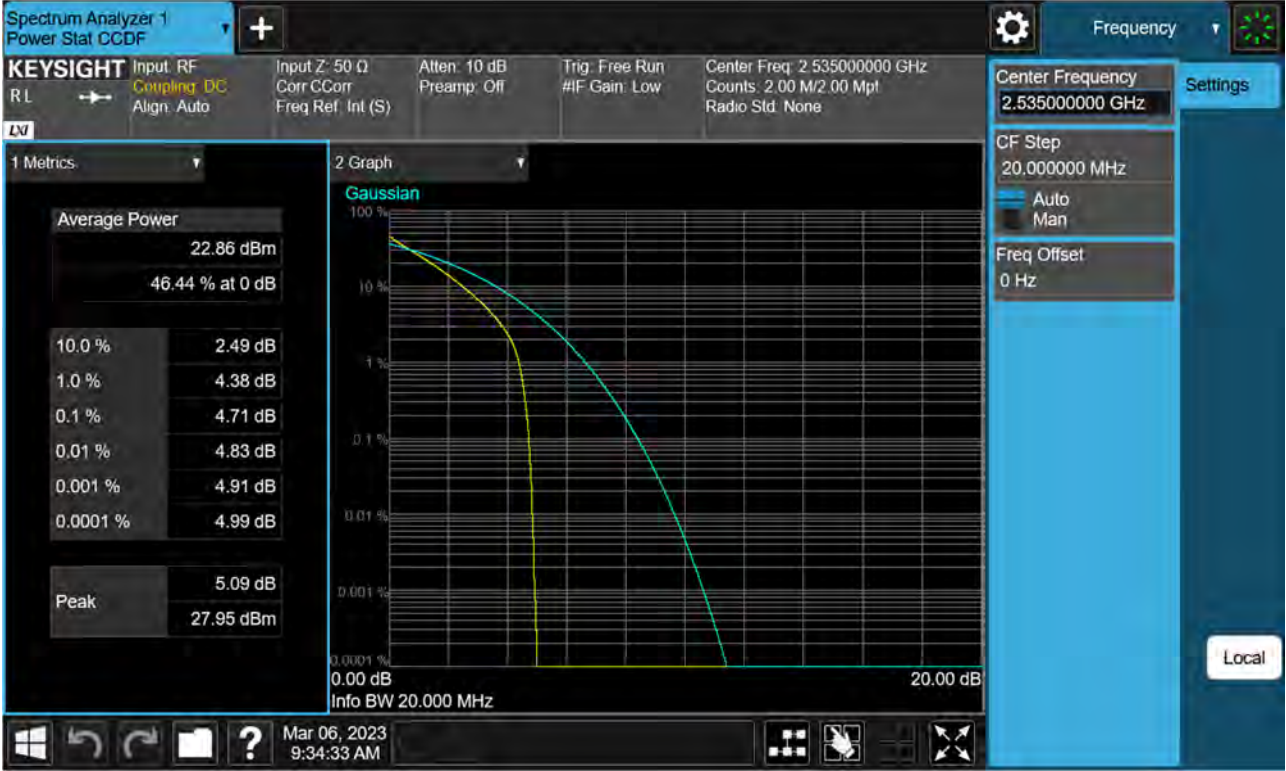 Spectrum Analyzer 1
Power Stat CCDF
+
Frequency
KEYSIGHT
R L
LXI
Input: RF
Coupling: DC
Align: Auto
Input Z: 50 Ω
Corr CCorr
Freq Ref: Int (S)
Atten: 10 dB
Preamp: Off
Trig: Free Run
#IF Gain: Low
Center Freq: 2.535000000 GHz
Counts: 2.00 M/2.00 Mpt
Radio Std: None
Center Frequency
2.535000000 GHz
Settings
CF Step
20.000000 MHz
Auto
Man
Freq Offset
0 Hz
Local
1 Metrics
Average Power
22.86 dBm
46.44 % at 0 dB
10.0 % 2.49 dB
1.0 % 4.38 dB
0.1 % 4.71 dB
0.01 % 4.83 dB
0.001 % 4.91 dB
0.0001 % 4.99 dB
Peak 5.09 dB
27.95 dBm
2 Graph
Gaussian
100 %
10 %
1 %
0.1 %
0.01 %
0.001 %
0.0001 %
0.00 dB 20.00 dB
Info BW 20.000 MHz
?
Mar 06, 2023
9:34:33 AM